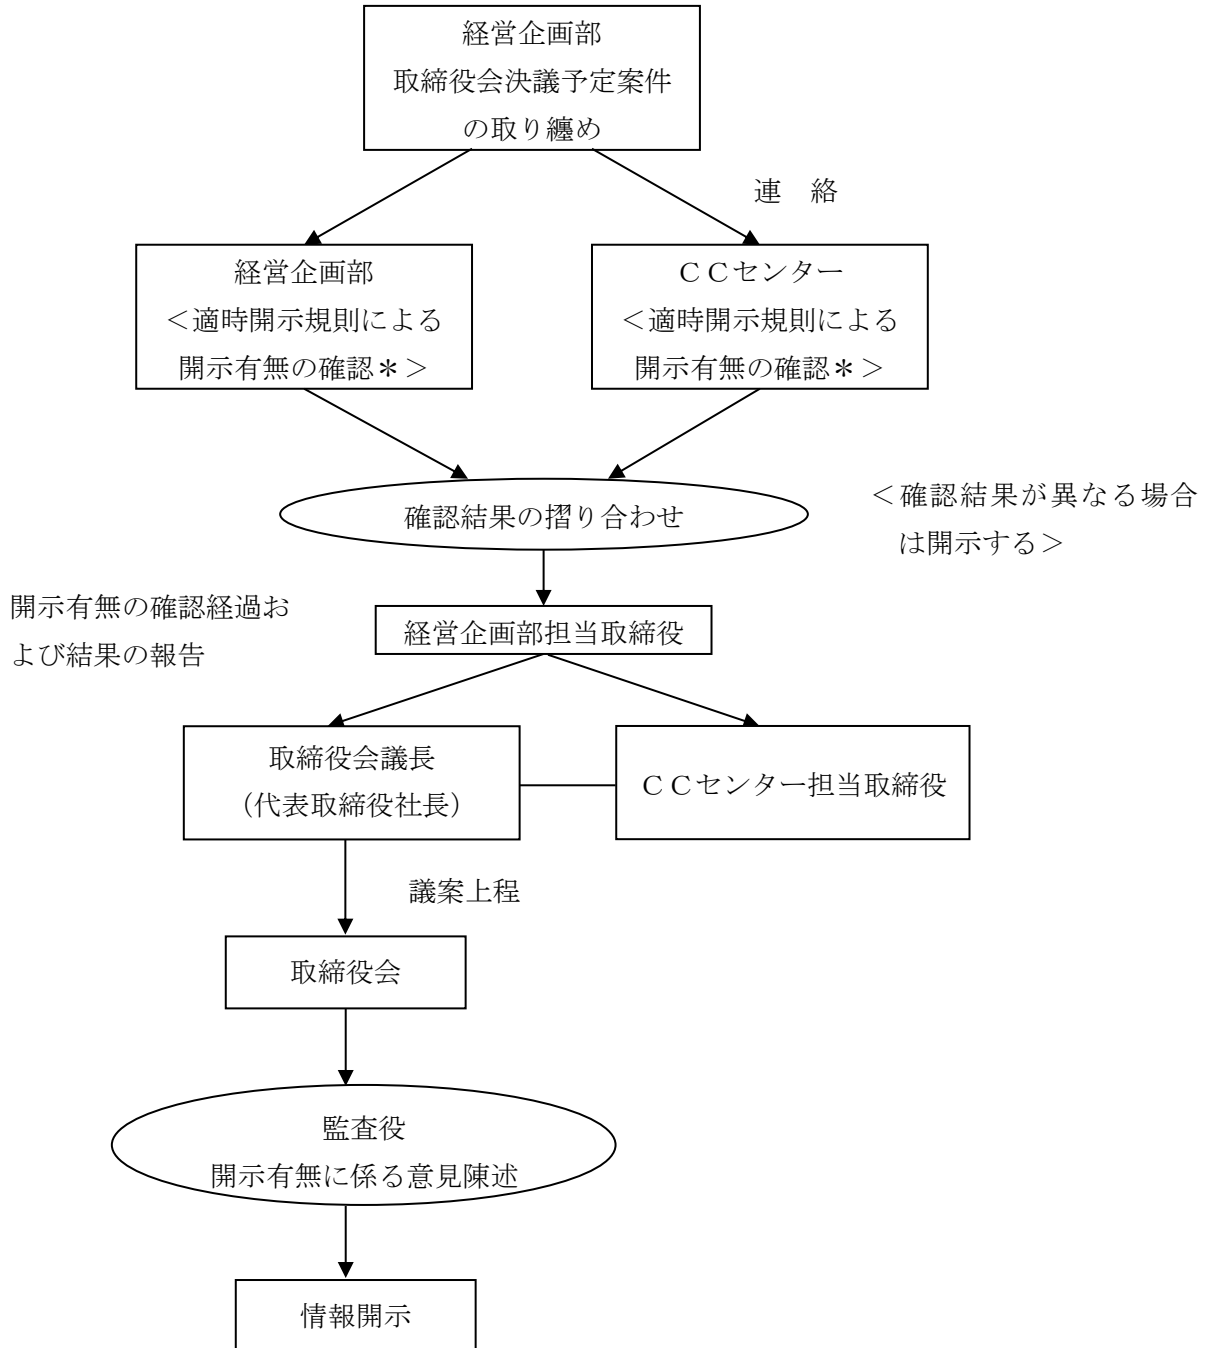 経営企画部
取締役会決議予定案件
の取り纏め
連　絡
経営企画部
＜適時開示規則による
開示有無の確認＊＞
ＣＣセンター
＜適時開示規則による
開示有無の確認＊＞
確認結果の摺り合わせ
＜確認結果が異なる場合
は開示する＞
開示有無の確認経過お
よび結果の報告
経営企画部担当取締役
取締役会議長
（代表取締役社長）
ＣＣセンター担当取締役
議案上程
取締役会
監査役
開示有無に係る意見陳述
情報開示